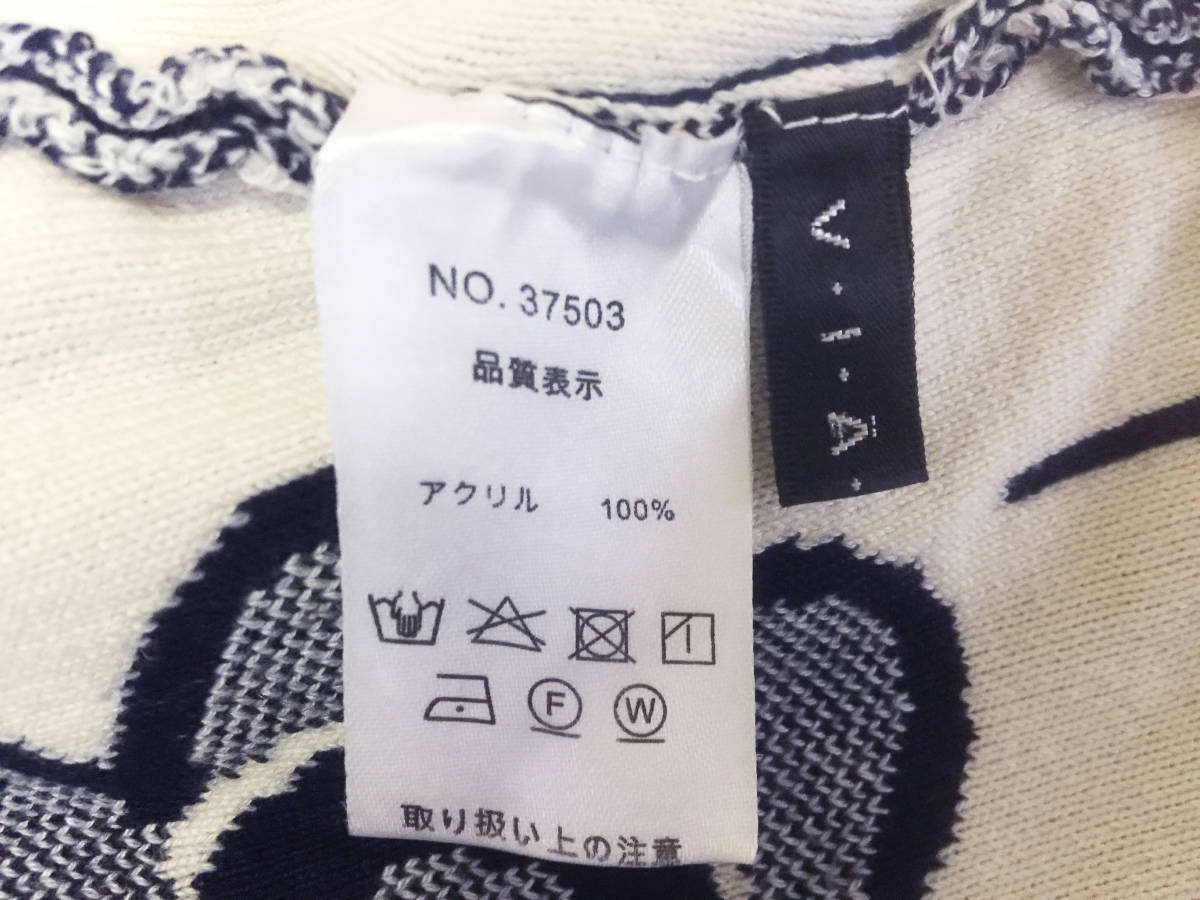 NO. 37503
品質表示
アクリル 100%
F W
取り扱い上の注意
V・I・A・